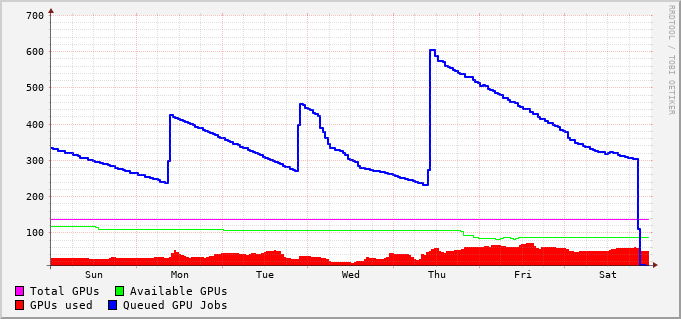 700
600
500
400
300
200
100
Sun Mon Tue Wed Thu Fri Sat
Total GPUs Available GPUs
GPUs used Queued GPU Jobs
RRDTOOL / TOBI OETIKER